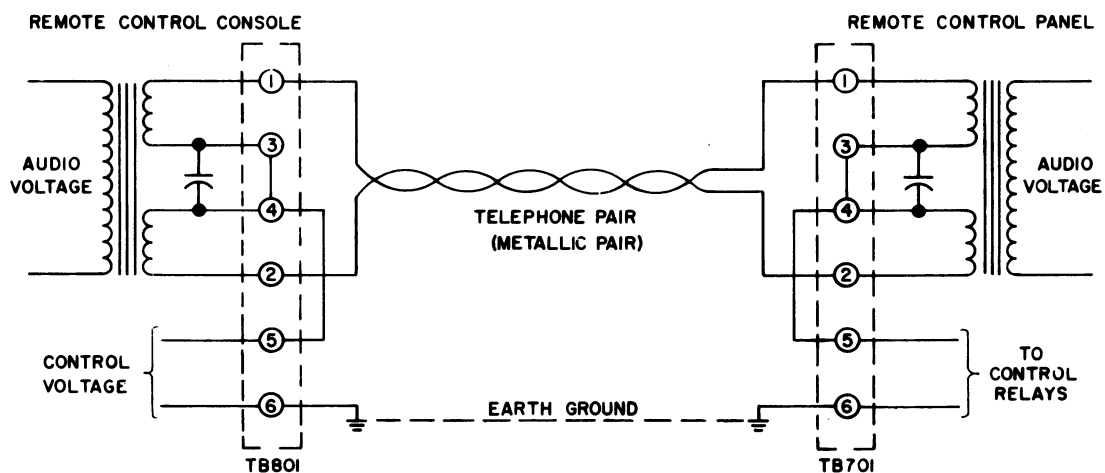 REMOTE CONTROL CONSOLE
REMOTE CONTROL PANEL
1
3
4
2
5
6
1
3
4
2
5
6
AUDIO
VOLTAGE
AUDIO
VOLTAGE
TELEPHONE PAIR
(METALLIC PAIR)
CONTROL
VOLTAGE
TO
CONTROL
RELAYS
EARTH GROUND
TB801
TB701